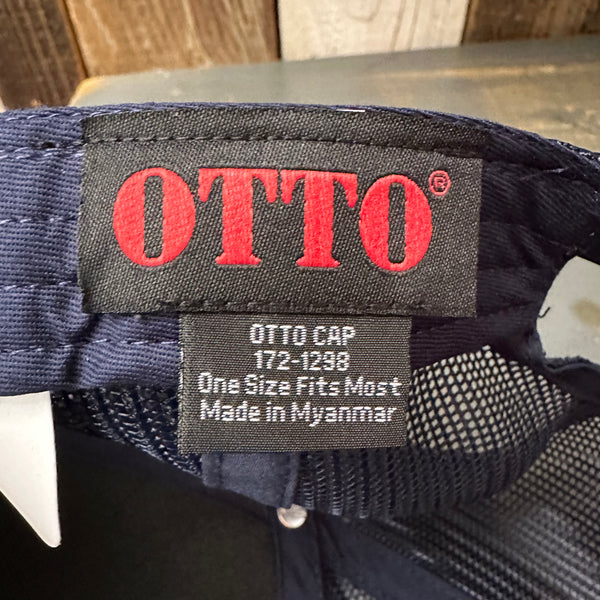 OTTO®
OTTO CAP
172-1298
One Size Fits Most
Made in Myanmar